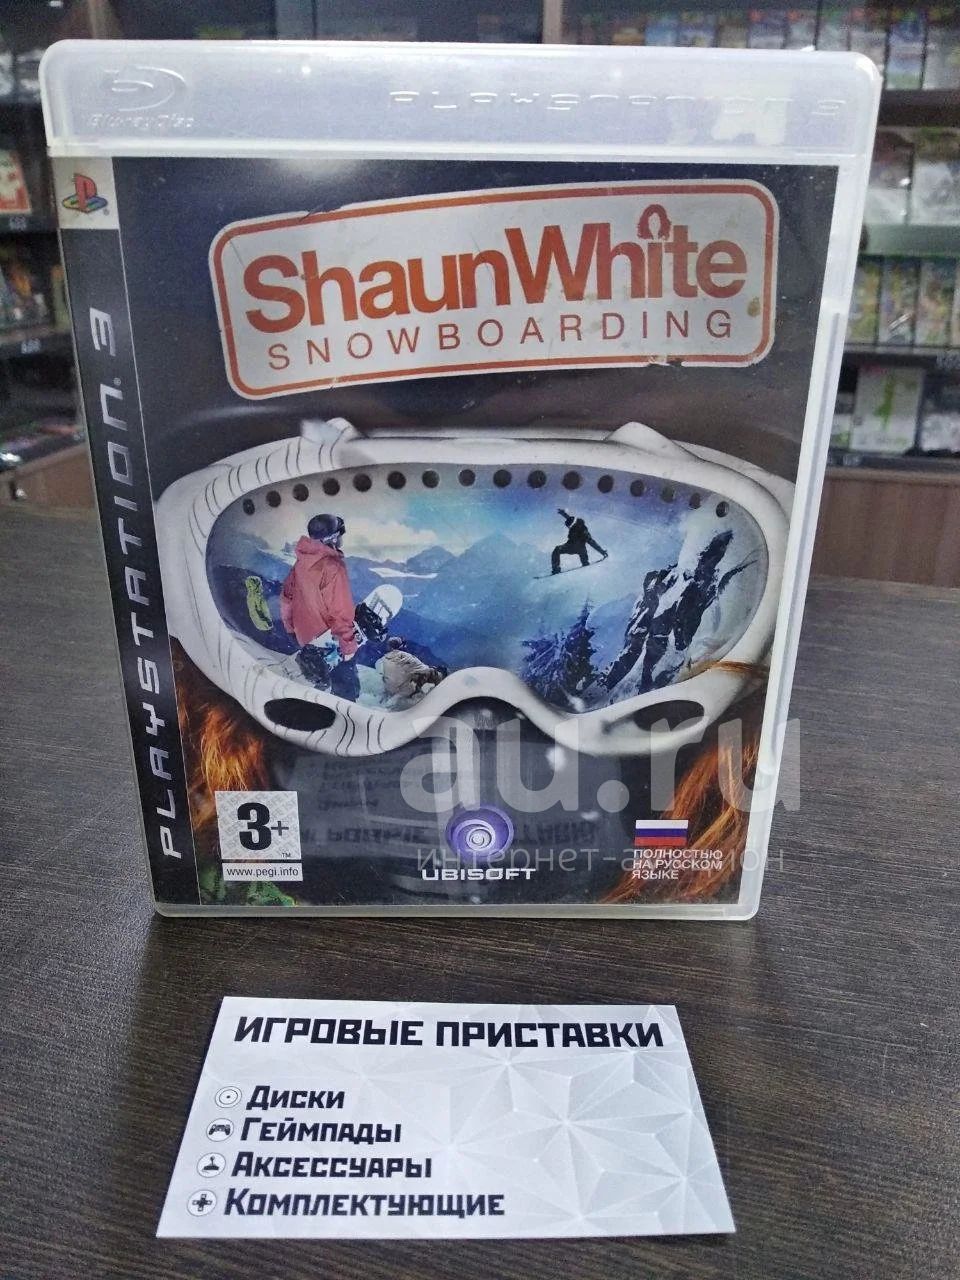 Blu-ray Disc
PLAYSTATION 3
PLAYSTATION 3
ShaunWhite
SNOWBOARDING
3+
™
www.pegi.info
UBISOFT
ПОЛНОСТЬЮ
НА РУССКОМ
ЯЗЫКЕ
au.ru
интернет-аукцион
ИГРОВЫЕ ПРИСТАВКИ
Диски
Геймпады
Аксессуары
Комплектующие